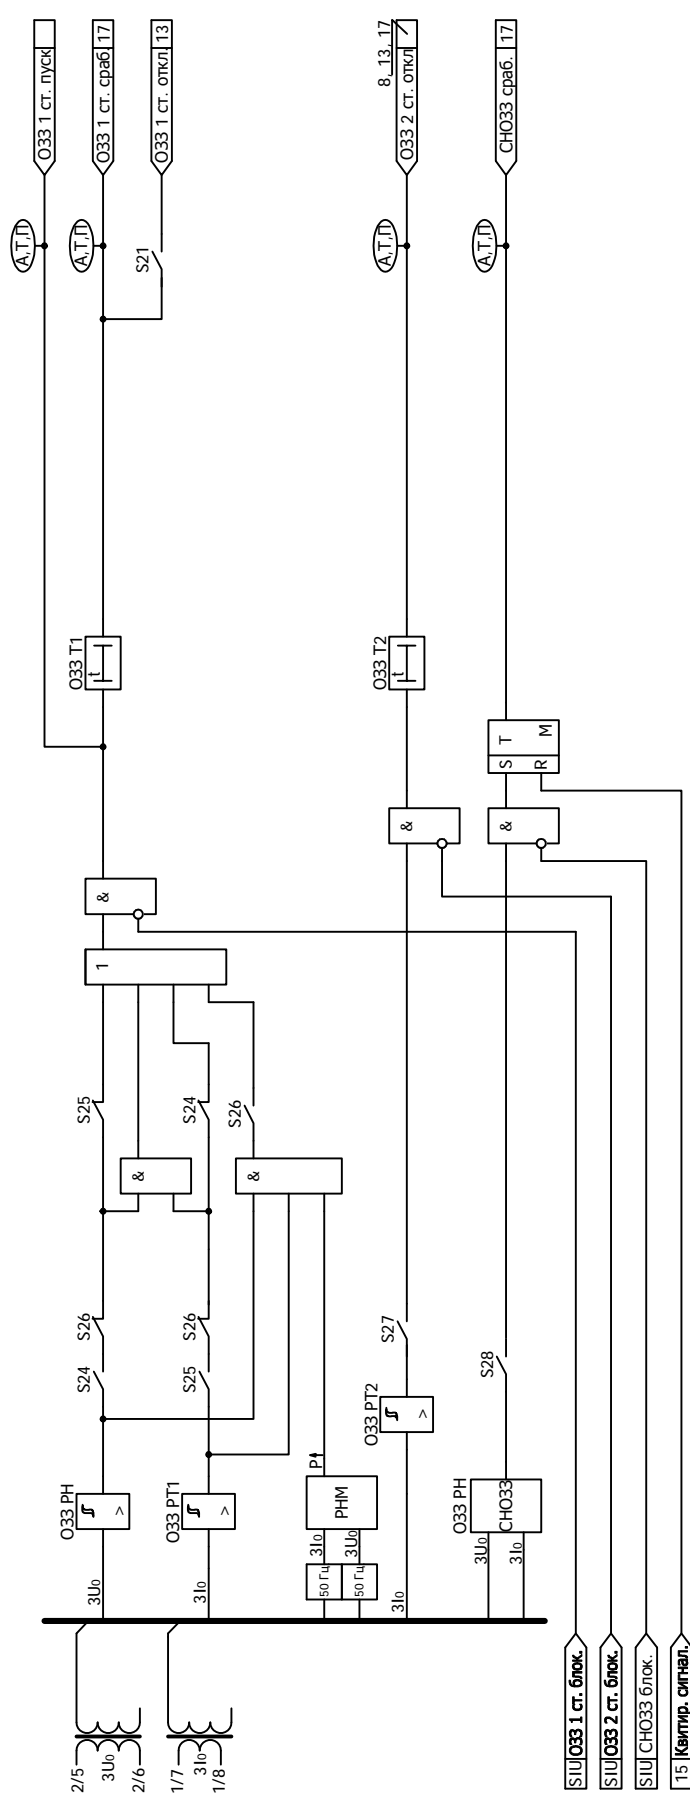 ОЗЗ 1 ст. пуск
ОЗЗ 1 ст. сраб. 17
ОЗЗ 1 ст. откл. 13
8, 13, 17
ОЗЗ 2 ст. откл
СНОЗЗ сраб. 17
А,Т,П
А,Т,П
А,Т,П
А,Т,П
S21
ОЗЗ Т1
t
ОЗЗ Т2
t
S T
R M
&
&
&
1
S25
S24
S26
&
&
S26
S24
S26
S25
S27
S28
ОЗЗ РН
>
ОЗЗ РТ1
>
P
РНМ
ОЗЗ РТ2
>
ОЗЗ РН
СНОЗЗ
3U0
3I0
3I0
3U0
50 Гц
50 Гц
3I0
3U0
3I0
2/5
3U0
2/6
1/7
3I0
1/8
SIU ОЗЗ 1 ст. блок.
SIU ОЗЗ 2 ст. блок.
SIU СНОЗЗ блок.
15 Квитир. сигнал.